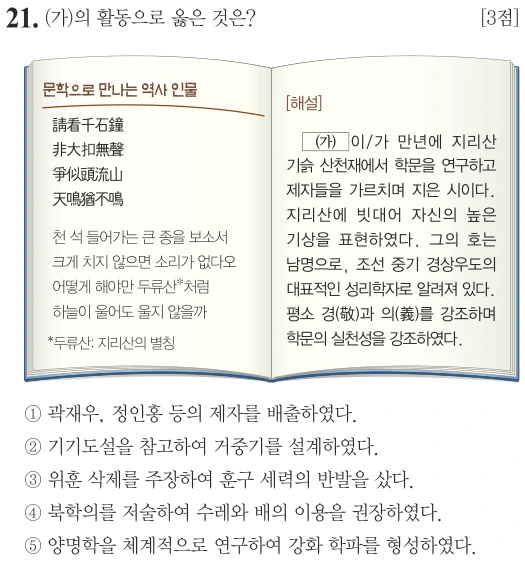 21. (가)의 활동으로 옳은 것은? [3점]
문학으로 만나는 역사 인물
請看千石鐘
非大扣無聲
爭似頭流山
天鳴猶不鳴
천 석 들어가는 큰 종을 보소서
크게 치지 않으면 소리가 없다오
어떻게 해야만 두류산*처럼
하늘이 울어도 울지 않을까
*두류산: 지리산의 별칭
[해설]
(가) 이/가 만년에 지리산
기슭 산천재에서 학문을 연구하고
제자들을 가르치며 지은 시이다.
지리산에 빗대어 자신의 높은
기상을 표현하였다. 그의 호는
남명으로, 조선 중기 경상우도의
대표적인 성리학자로 알려져 있다.
평소 경(敬)과 의(義)를 강조하며
학문의 실천성을 강조하였다.
① 곽재우, 정인홍 등의 제자를 배출하였다.
② 기기도설을 참고하여 거중기를 설계하였다.
③ 위훈 삭제를 주장하여 훈구 세력의 반발을 샀다.
④ 북학의를 저술하여 수레와 배의 이용을 권장하였다.
⑤ 양명학을 체계적으로 연구하여 강화 학파를 형성하였다.